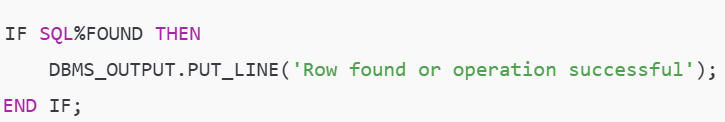 IF SQL%FOUND THEN
    DBMS_OUTPUT.PUT_LINE('Row found or operation successful');
END IF;